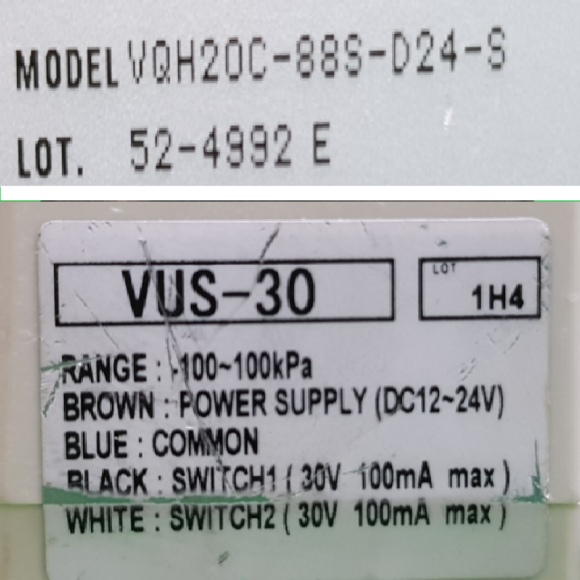 MODEL VQH20C-88S-D24-S
LOT. 52-4992 E
VUS-30
LOT
1H4
RANGE : -100~100kPa
BROWN : POWER SUPPLY (DC12~24V)
BLUE : COMMON
BLACK : SWITCH1 ( 30V 100mA max )
WHITE : SWITCH2 ( 30V 100mA max )